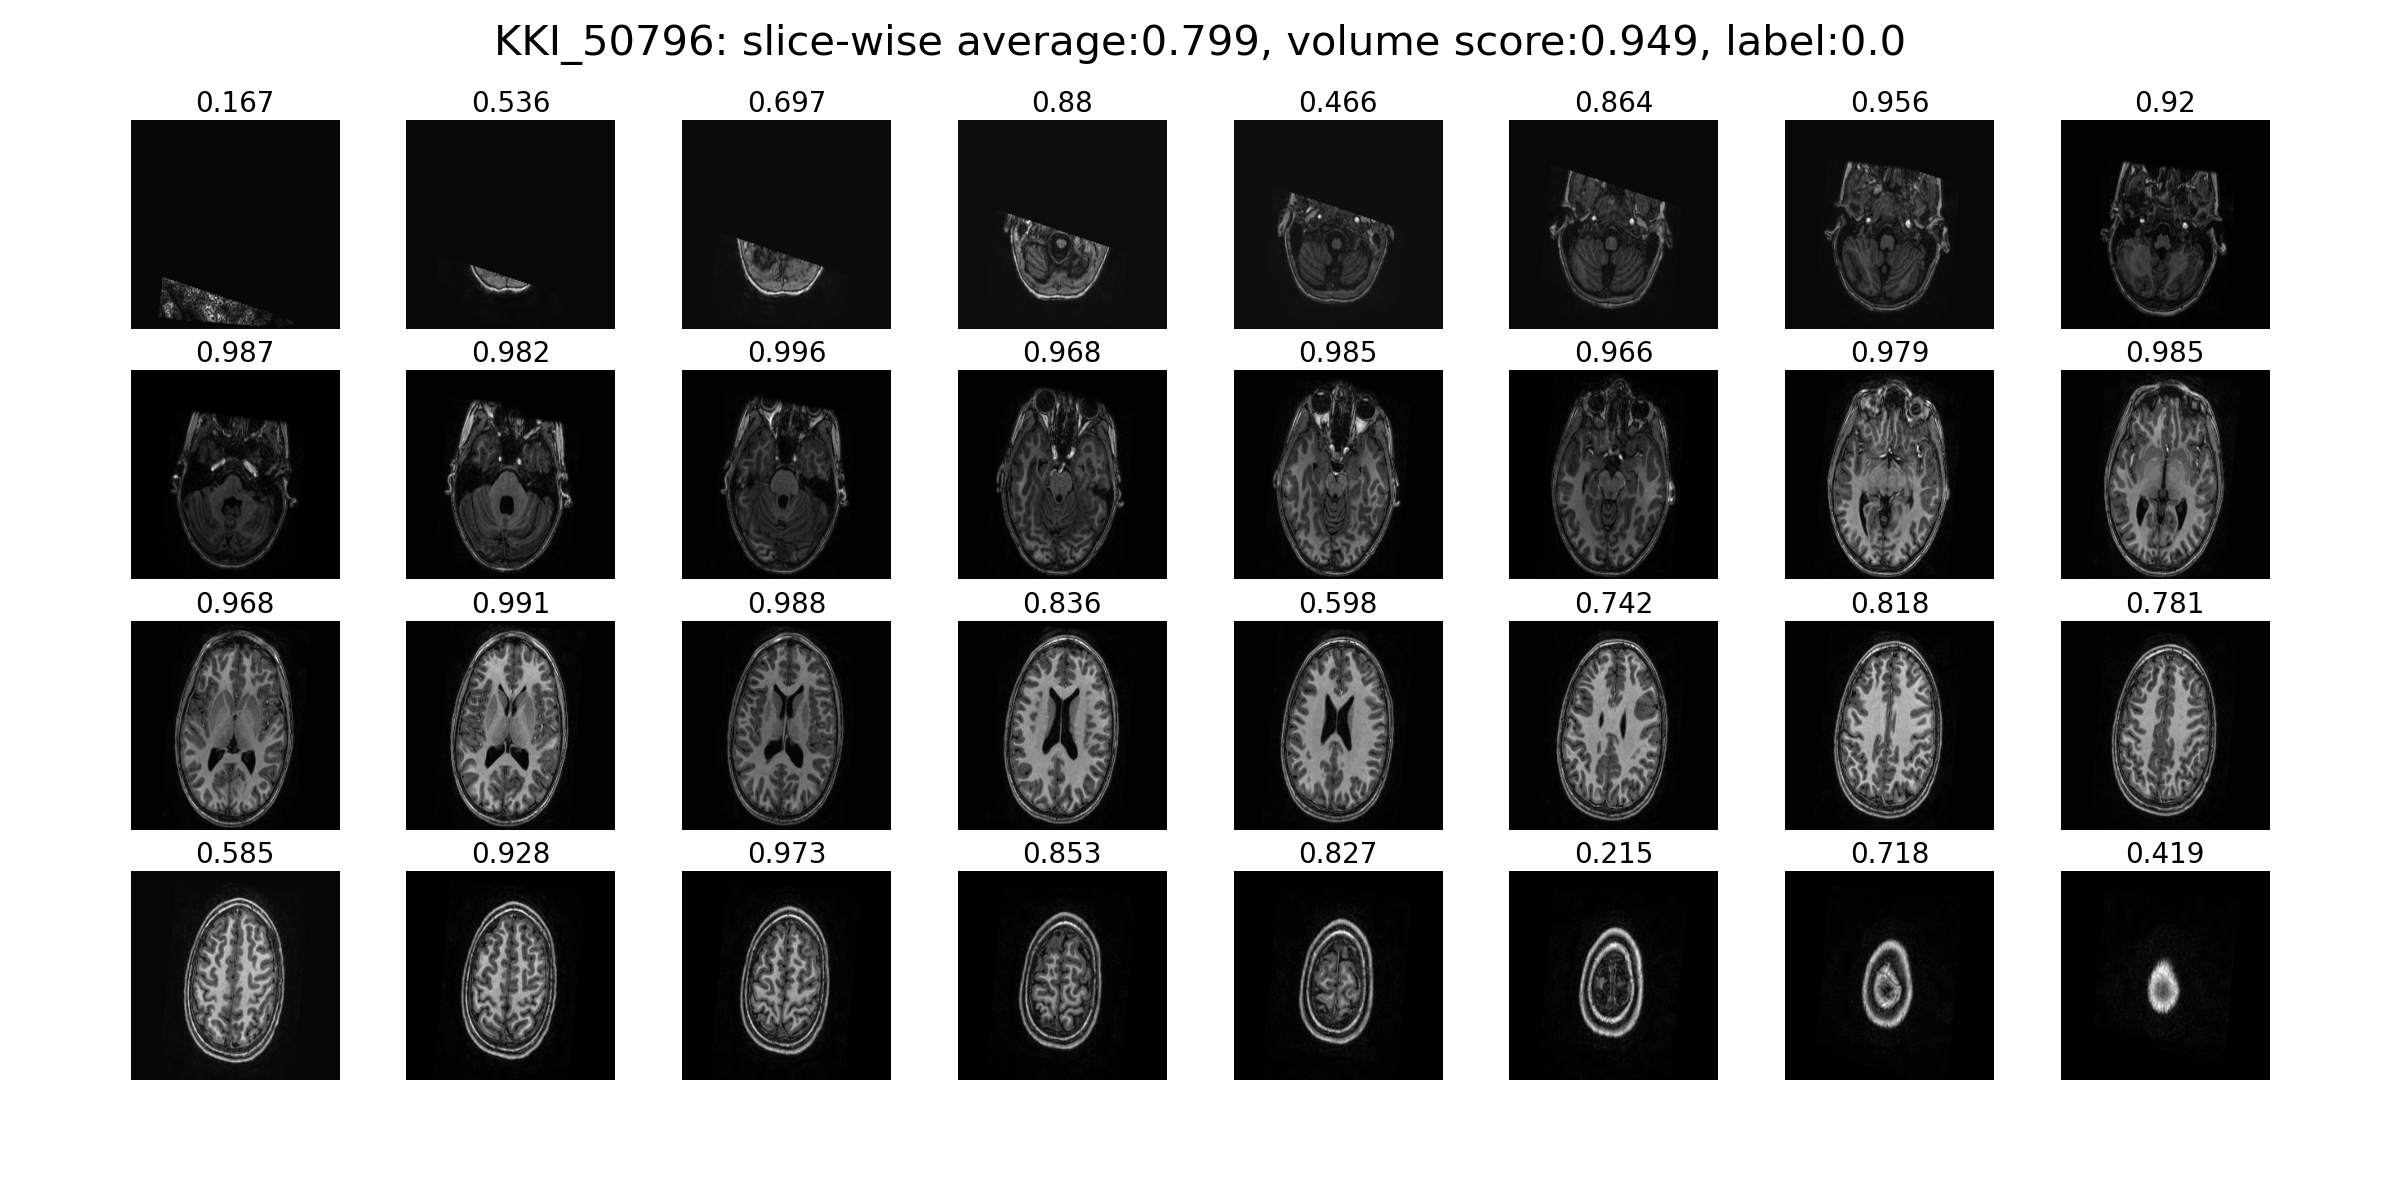 KKI_50796: slice-wise average:0.799, volume score:0.949, label:0.0
0.167 0.536 0.697 0.88 0.466 0.864 0.956 0.92
0.987 0.982 0.996 0.968 0.985 0.966 0.979 0.985
0.968 0.991 0.988 0.836 0.598 0.742 0.818 0.781
0.585 0.928 0.973 0.853 0.827 0.215 0.718 0.419